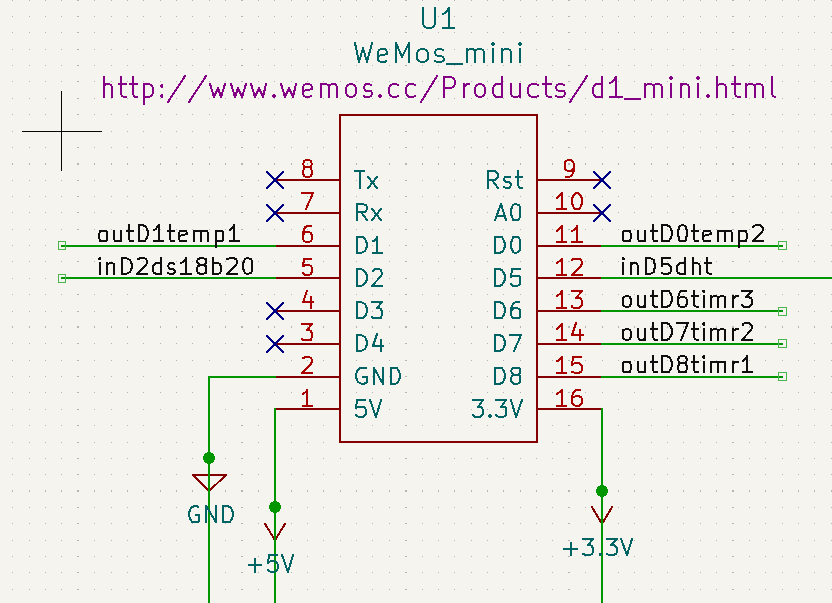 U1
WeMos_mini
http://www.wemos.cc/Products/d1_mini.html
8 Tx Rst 9
7 Rx A0 10
outD1temp1 6 D1 D0 11 outD0temp2
inD2ds18b20 5 D2 D5 12 inD5dht
4 D3 D6 13 outD6timr3
3 D4 D7 14 outD7timr2
2 GND D8 15 outD8timr1
1 5V 3.3V 16
GND
+5V
+3.3V